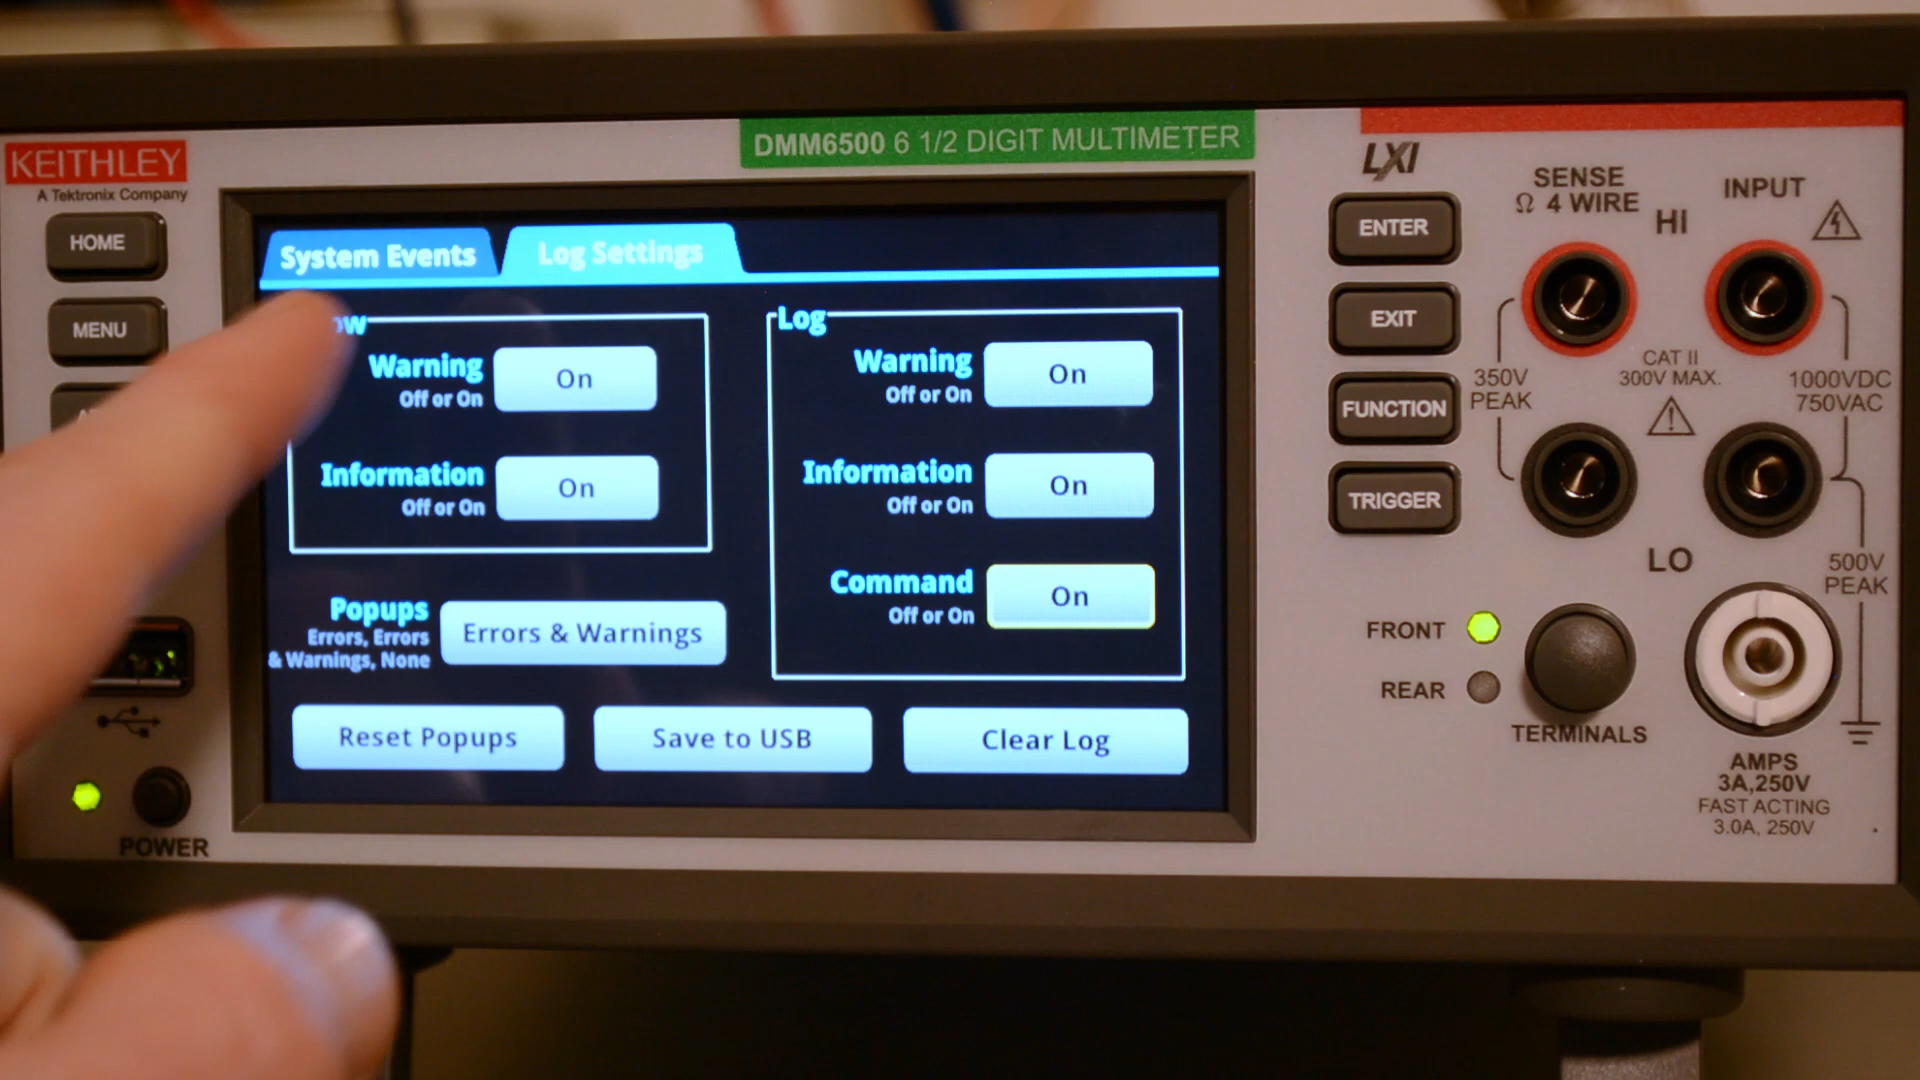 KEITHLEY
A Tektronix Company
DMM6500 6 1/2 DIGIT MULTIMETER
LXI
HOME
MENU
System Events
Log Settings
Warning
Off or On
On
Information
Off or On
On
Popups
Errors, Errors
& Warnings, None
Errors & Warnings
Log
Warning
Off or On
On
Information
Off or On
On
Command
Off or On
On
Reset Popups
Save to USB
Clear Log
POWER
ENTER
EXIT
FUNCTION
TRIGGER
SENSE
Ω 4 WIRE
INPUT
HI
CAT II
300V MAX.
350V
PEAK
1000VDC
750VAC
LO
500V
PEAK
FRONT
REAR
TERMINALS
AMPS
3A,250V
FAST ACTING
3.0A, 250V